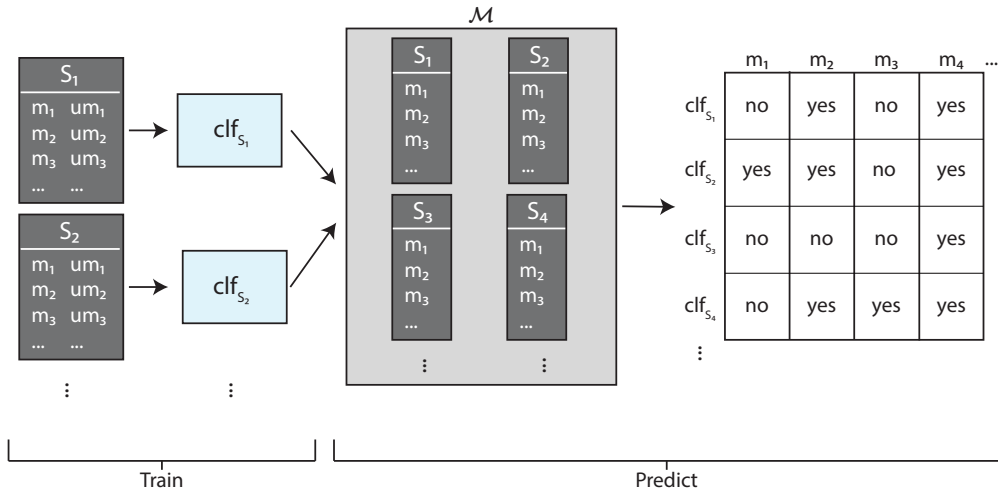 S₁
m₁ um₁
m₂ um₂
m₃ um₃
... ...
S₂
m₁ um₁
m₂ um₂
m₃ um₃
... ...
⋮
clf_S₁
clf_S₂
⋮
ℳ
S₁
m₁
m₂
m₃
...
S₂
m₁
m₂
m₃
...
S₃
m₁
m₂
m₃
...
S₄
m₁
m₂
m₃
...
⋮ ⋮
m₁ m₂ m₃ m₄ ...
clf_S₁ no yes no yes
clf_S₂ yes yes no yes
clf_S₃ no no no yes
clf_S₄ no yes yes yes
⋮
Train
Predict